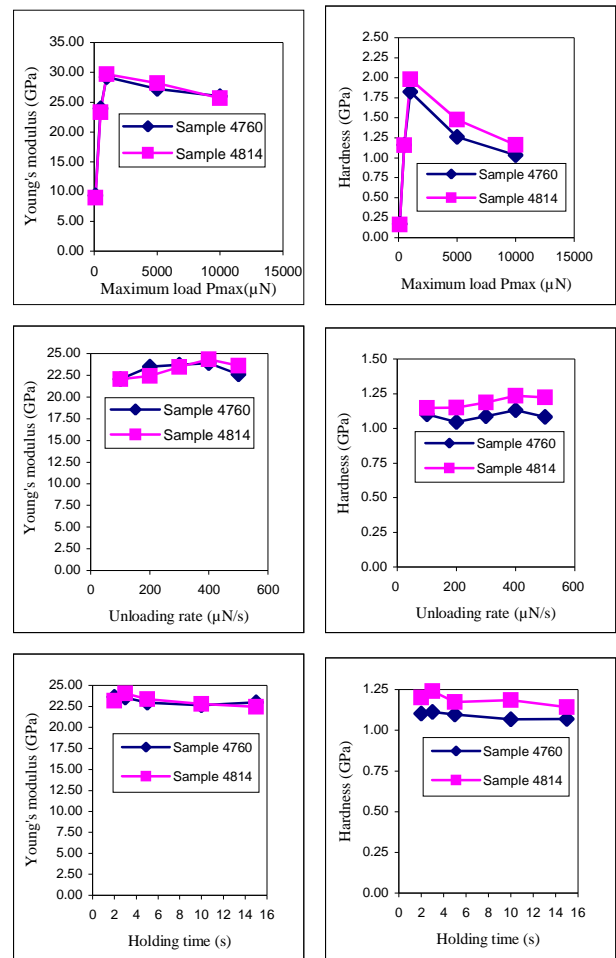 35.00
30.00
25.00
20.00
15.00
10.00
5.00
0.00
0 5000 10000 15000
Young's modulus (GPa)
Maximum load Pmax(µN)
Sample 4760
Sample 4814
2.50
2.25
2.00
1.75
1.50
1.25
1.00
0.75
0.50
0.25
0.00
0 5000 10000 15000
Hardness (GPa)
Maximum load Pmax (µN)
Sample 4760
Sample 4814
25.00
22.50
20.00
17.50
15.00
12.50
10.00
7.50
5.00
2.50
0.00
0 200 400 600
Young's modulus (GPa)
Unloading rate (µN/s)
Sample 4760
Sample 4814
1.50
1.25
1.00
0.75
0.50
0.25
0.00
0 200 400 600
Hardness (GPa)
Unloading rate (µN/s)
Sample 4760
Sample 4814
25.00
22.50
20.00
17.50
15.00
12.50
10.00
7.50
5.00
2.50
0.00
0 2 4 6 8 10 12 14 16
Young's modulus (GPa)
Holding time (s)
Sample 4760
Sample 4814
1.25
1.00
0.75
0.50
0.25
0.00
0 2 4 6 8 10 12 14 16
Hardness (GPa)
Holding time (s)
Sample 4760
Sample 4814